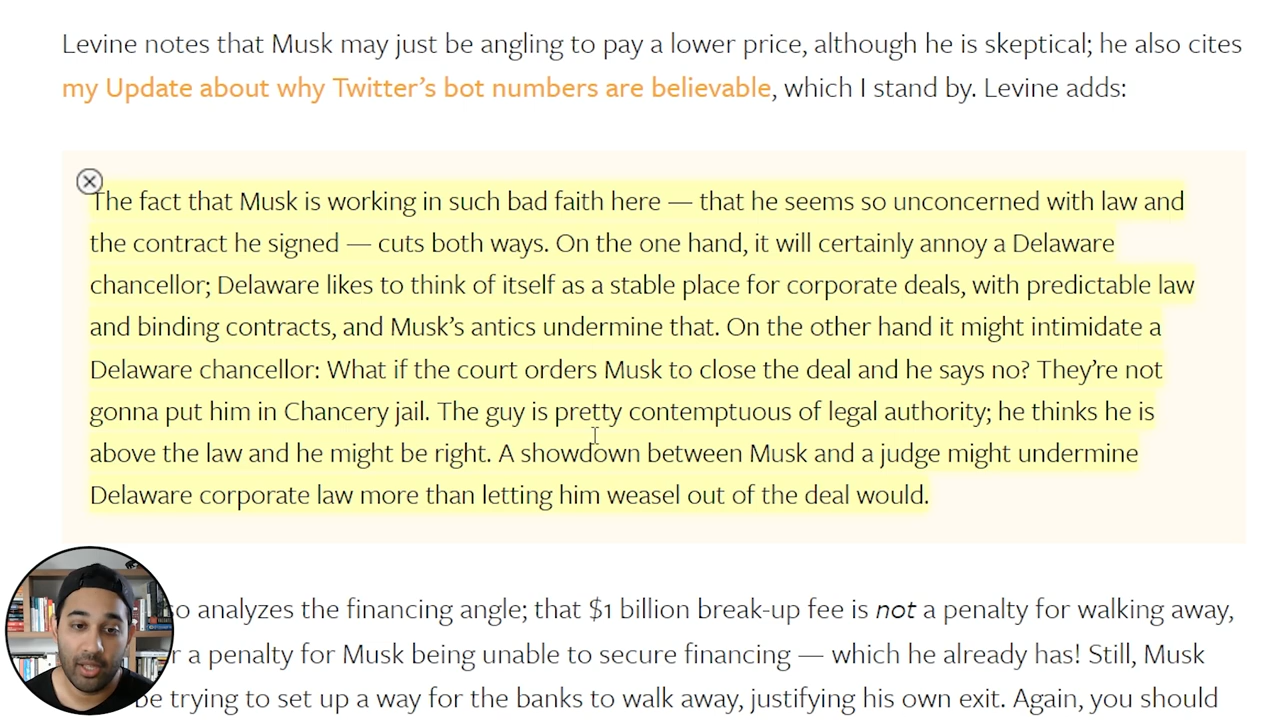 Levine notes that Musk may just be angling to pay a lower price, although he is skeptical; he also cites
my Update about why Twitter’s bot numbers are believable, which I stand by. Levine adds:
The fact that Musk is working in such bad faith here — that he seems so unconcerned with law and
the contract he signed — cuts both ways. On the one hand, it will certainly annoy a Delaware
chancellor; Delaware likes to think of itself as a stable place for corporate deals, with predictable law
and binding contracts, and Musk’s antics undermine that. On the other hand it might intimidate a
Delaware chancellor: What if the court orders Musk to close the deal and he says no? They’re not
gonna put him in Chancery jail. The guy is pretty contemptuous of legal authority; he thinks he is
above the law and he might be right. A showdown between Musk and a judge might undermine
Delaware corporate law more than letting him weasel out of the deal would.
analyzes the financing angle; that $1 billion break-up fee is not a penalty for walking away,
a penalty for Musk being unable to secure financing — which he already has! Still, Musk
be trying to set up a way for the banks to walk away, justifying his own exit. Again, you should